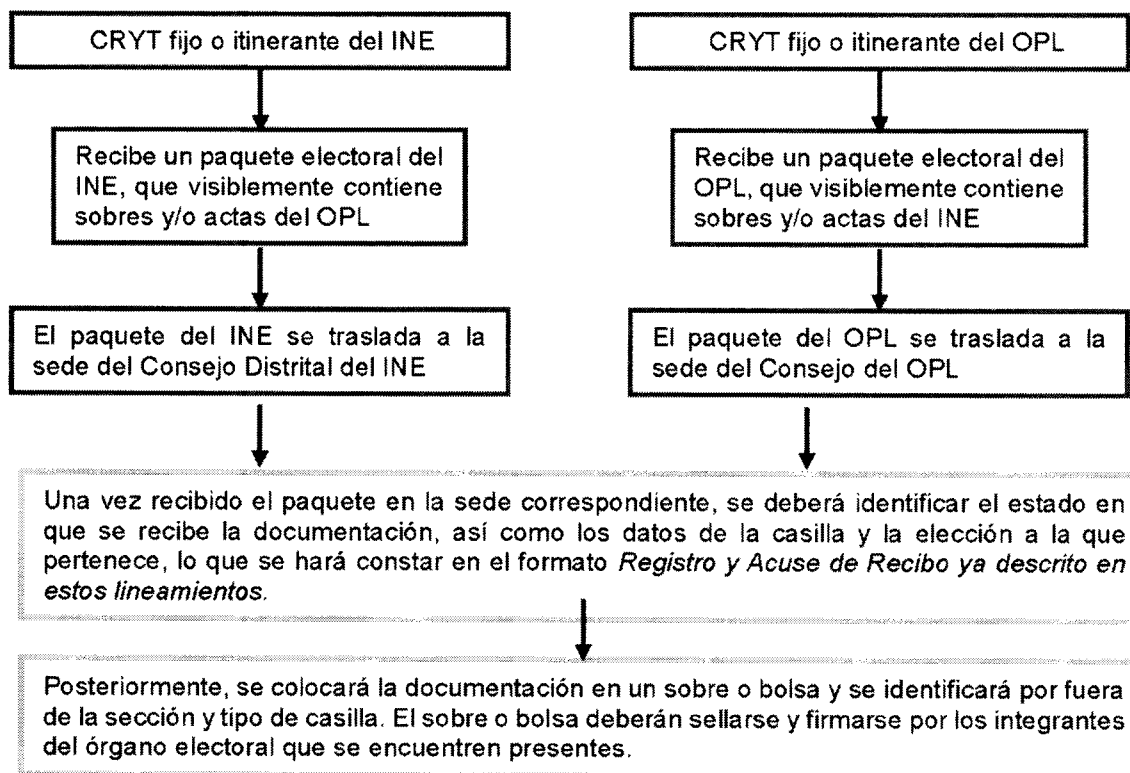 CRYT fijo o itinerante del INE
Recibe un paquete electoral del
INE, que visiblemente contiene
sobres y/o actas del OPL
El paquete del INE se traslada a la
sede del Consejo Distrital del INE
CRYT fijo o itinerante del OPL
Recibe un paquete electoral del
OPL, que visiblemente contiene
sobres y/o actas del INE
El paquete del OPL se traslada a la
sede del Consejo del OPL
Una vez recibido el paquete en la sede correspondiente, se deberá identificar el estado en
que se recibe la documentación, así como los datos de la casilla y la elección a la que
pertenece, lo que se hará constar en el formato Registro y Acuse de Recibo ya descrito en
estos lineamientos.
Posteriormente, se colocará la documentación en un sobre o bolsa y se identificará por fuera
de la sección y tipo de casilla. El sobre o bolsa deberán sellarse y firmarse por los integrantes
del órgano electoral que se encuentren presentes.